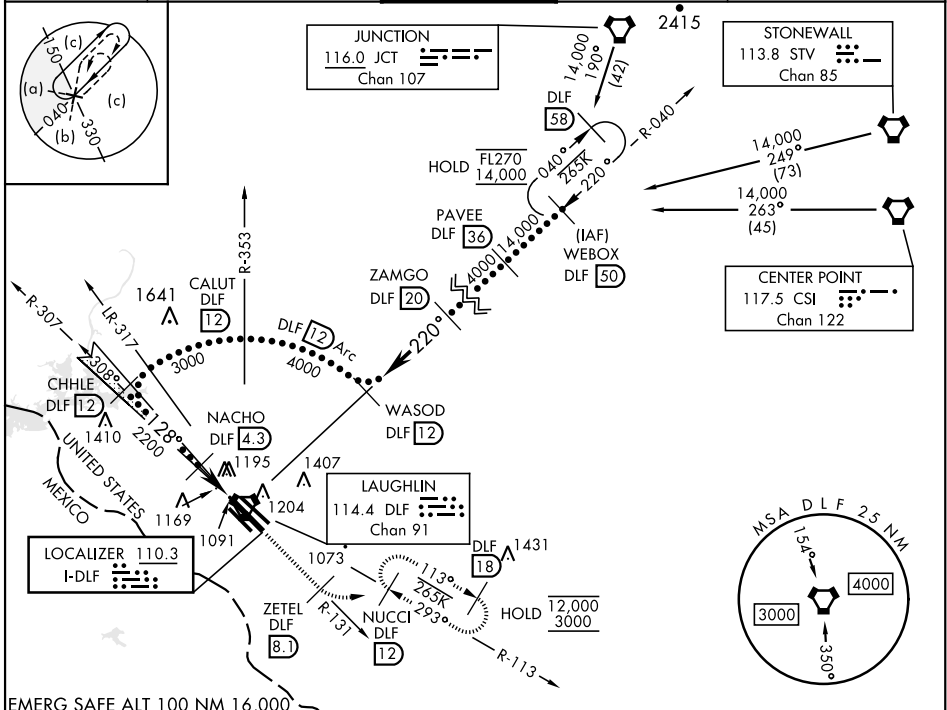 (c)
150
(a)
(c)
040
(b)
330
JUNCTION
116.0 JCT
Chan 107
2415
STONEWALL
113.8 STV
Chan 85
14,000
190°
(42)
DLF
58
R-040
HOLD
FL270
14,000
040°
265K
220°
14,000
249°
(73)
14,000
263°
(45)
PAVEE
DLF 36
4000
14,000
(IAF)
WEBOX
DLF 50
CENTER POINT
117.5 CSI
Chan 122
ZAMGO
DLF 20
220°
R-353
CALUT
DLF
12
1641
R-307
LR-317
DLF 12 Arc
3000
4000
308°
CHHLE
DLF 12
1410
128°
2200
WASOD
DLF 12
NACHO
DLF 4.3
1195
1407
UNITED STATES
MEXICO
1169
1204
1091
LAUGHLIN
114.4 DLF
Chan 91
LOCALIZER 110.3
I-DLF
1073
DLF
18
1431
113°
265K
293°
HOLD
12,000
3000
ZETEL
DLF
8.1
R-131
NUCCI
DLF
12
R-113
MSA DLF 25 NM
154°
4000
3000
350°
EMERG SAFE ALT 100 NM 16,000